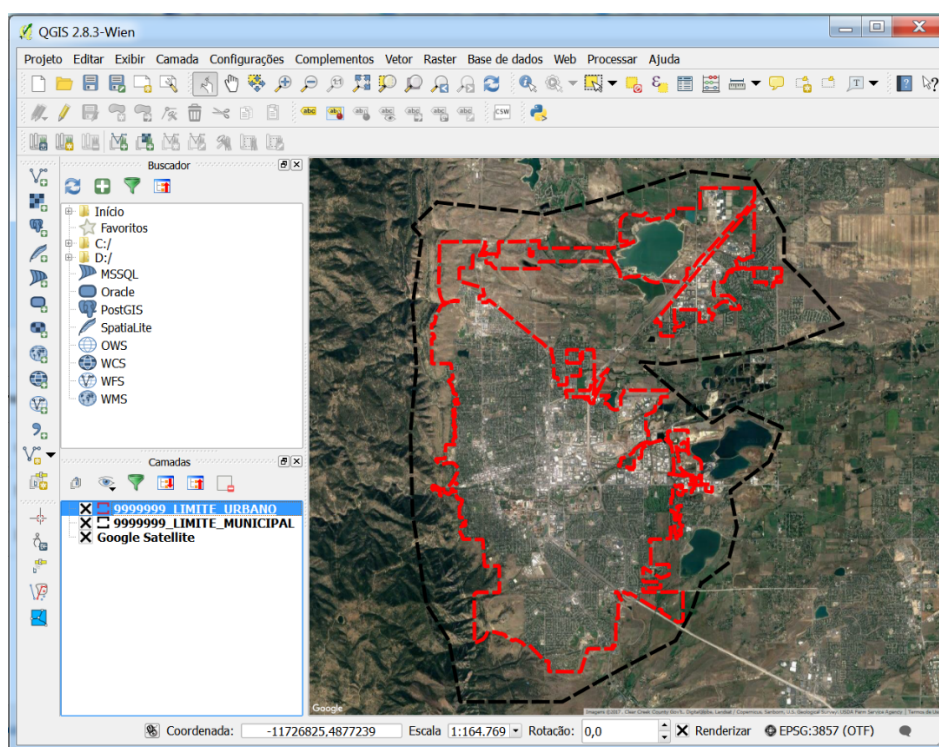 QGIS 2.8.3-Wien
Projeto Editar Exibir Camada Configurações Complementos Vetor Raster Base de dados Web Processar Ajuda
CSW
Buscador
Início
Favoritos
C:/
D:/
MSSQL
Oracle
PostGIS
SpatiaLite
OWS
WCS
WFS
WMS
Camadas
9999999_LIMITE_URBANO
9999999_LIMITE_MUNICIPAL
Google Satellite
Google
Coordenada: -11726825,4877239 Escala 1:164.769 Rotação: 0,0 Renderizar EPSG:3857 (OTF)